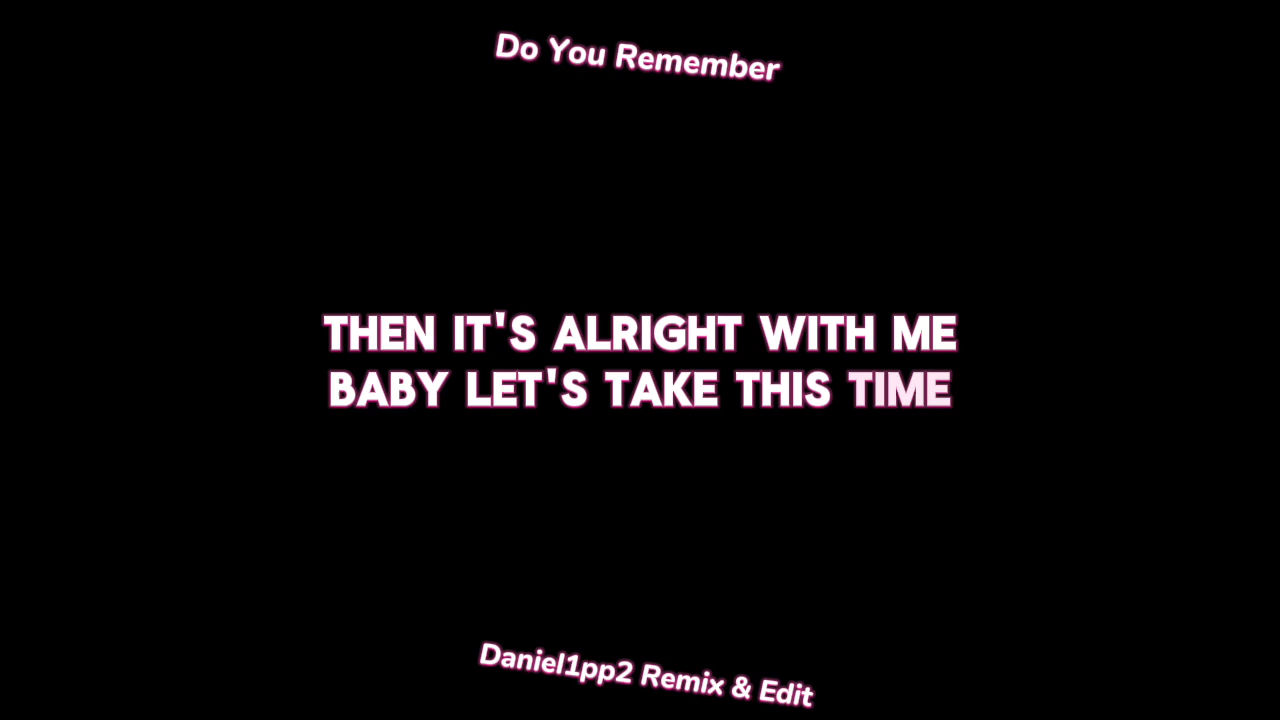 Do You Remember
THEN IT'S ALRIGHT WITH ME
BABY LET'S TAKE THIS TIME
Daniel1pp2 Remix & Edit